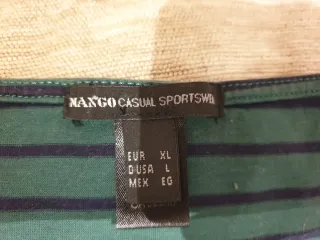 MANGO CASUAL SPORTSWE
EUR XL
D·USA L
MEX EG